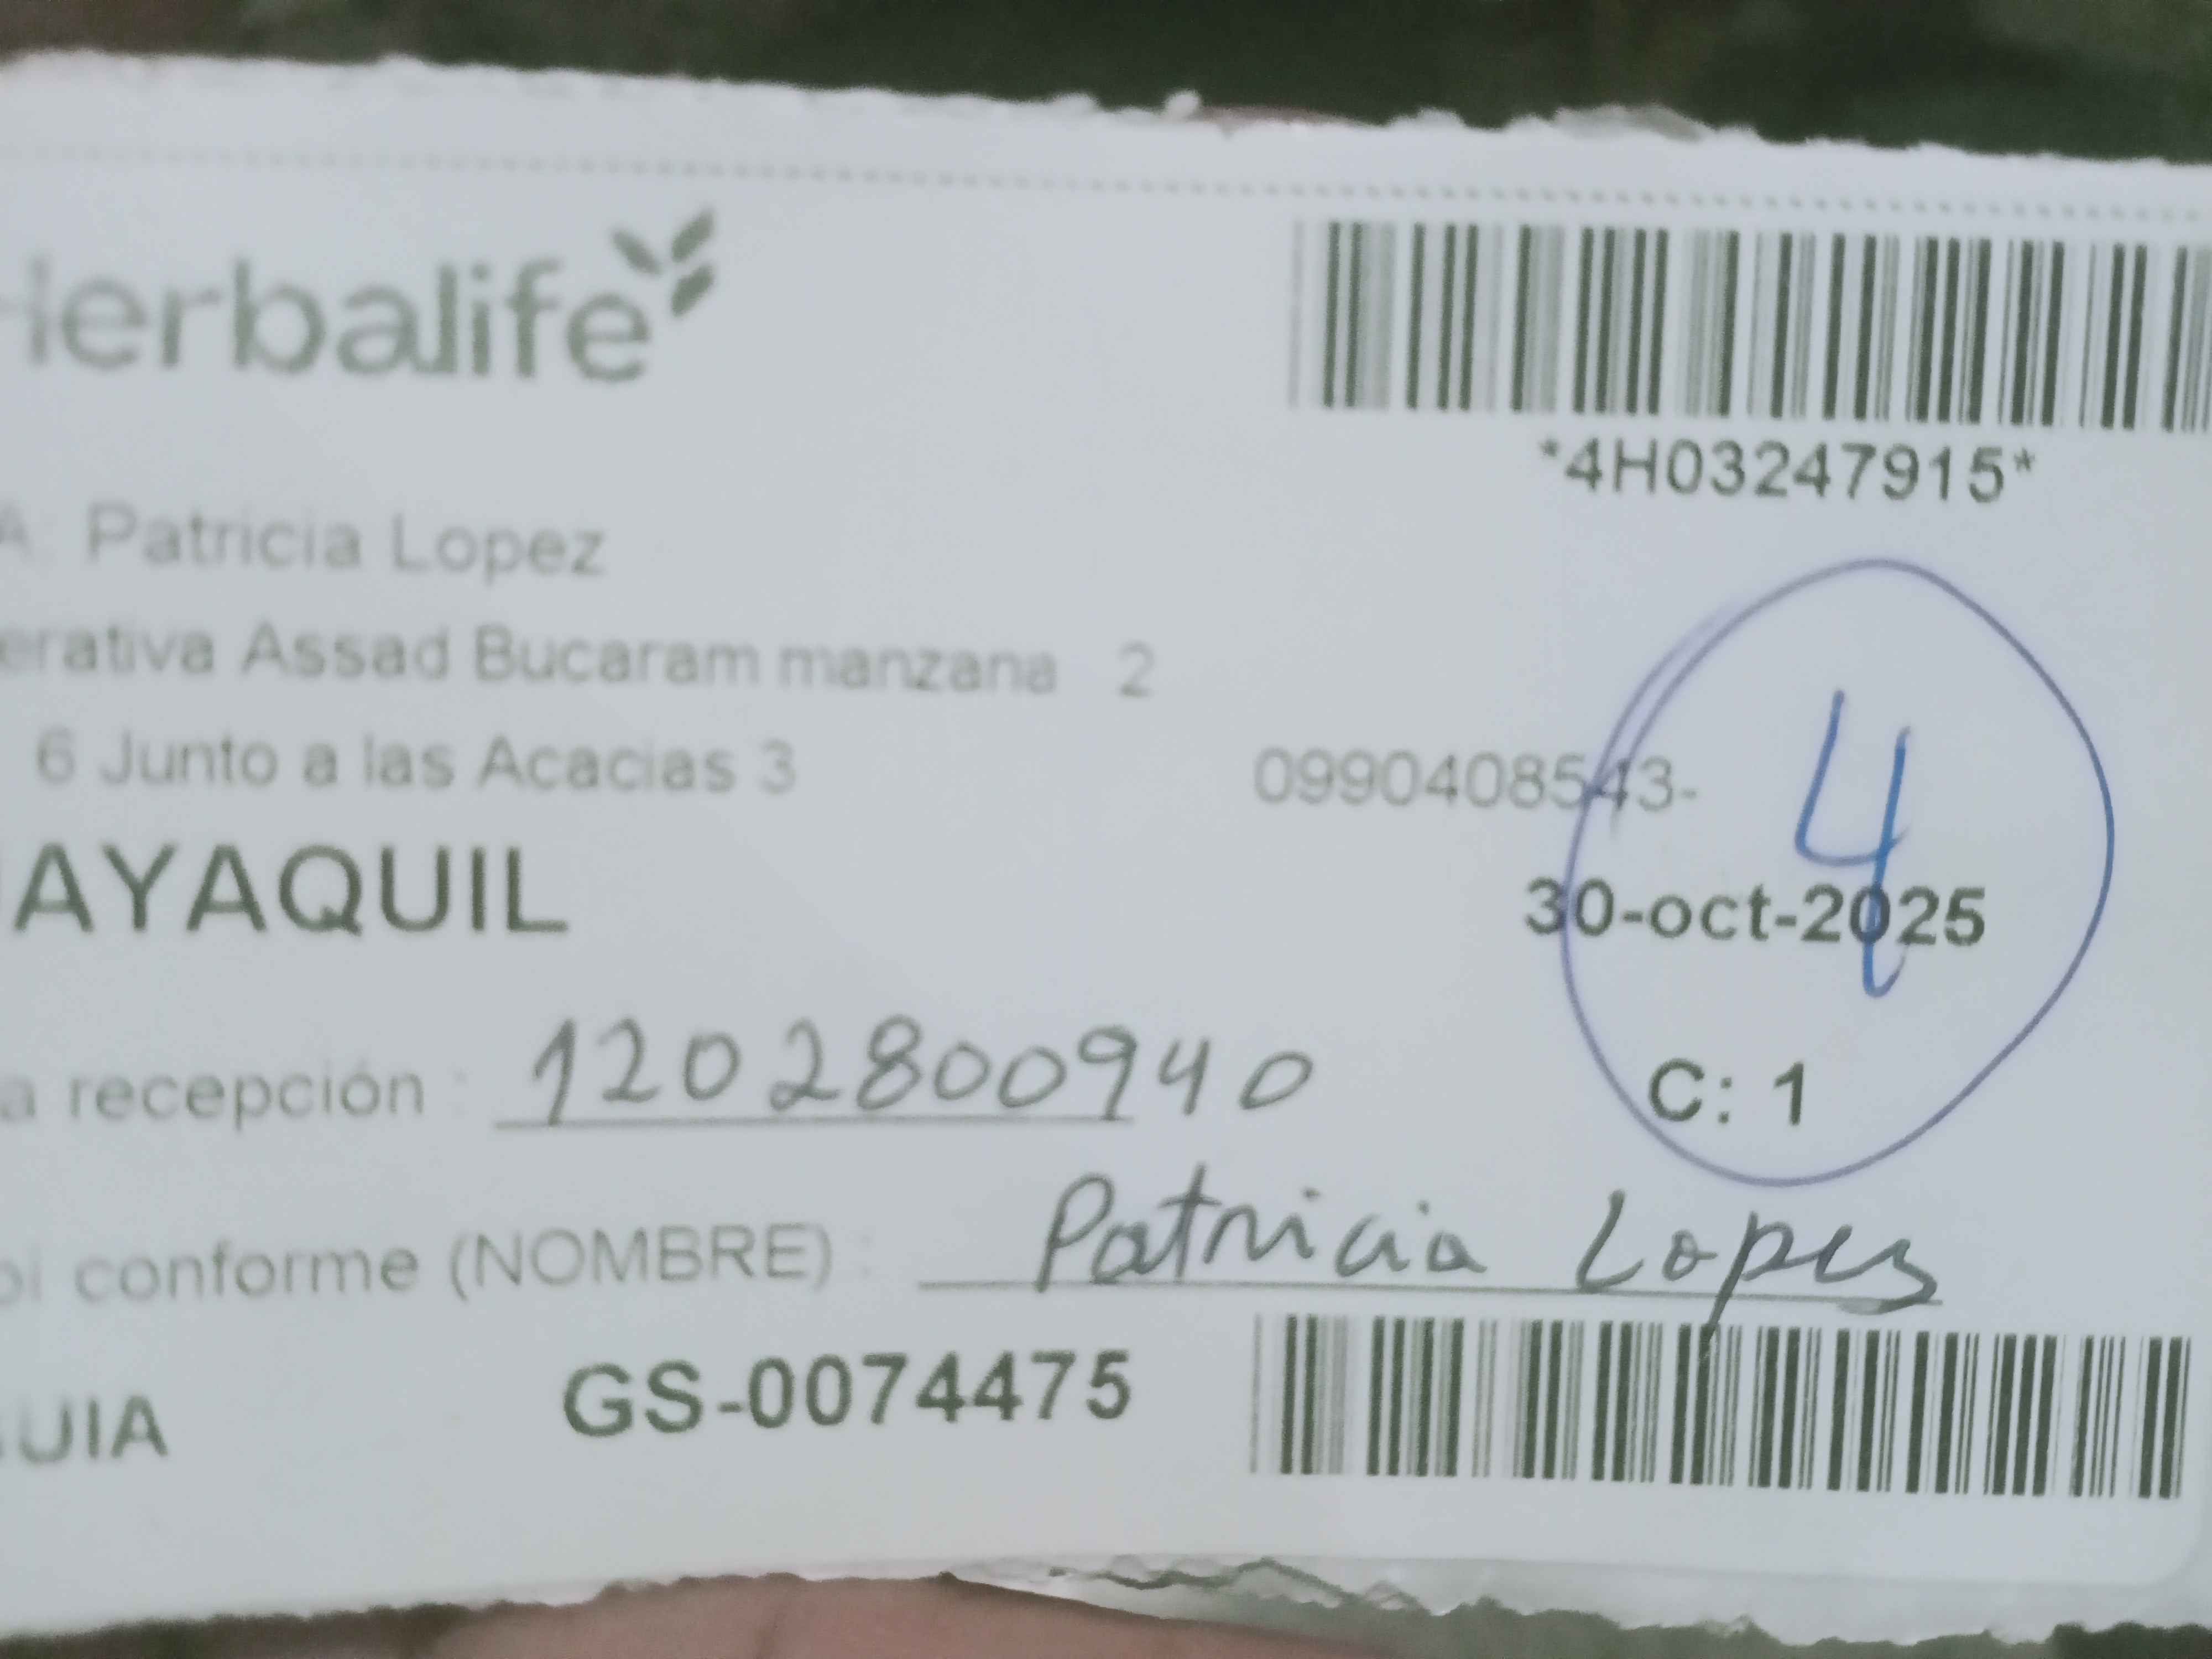 Herbalife
*4H03247915*
A: Patricia Lopez
erativa Assad Bucaram manzana 2
6 Junto a las Acacias 3
0990408543-
4
AYAQUIL
30-oct-2025
a recepción : 1202800940
C: 1
bi conforme (NOMBRE) : Patricia Lopes
UIA GS-0074475